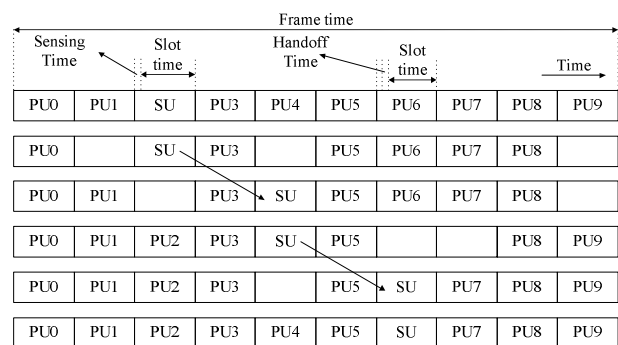 Frame time
Sensing Time
Slot time
Handoff Time
Slot time
Time
PU0 PU1 SU PU3 PU4 PU5 PU6 PU7 PU8 PU9
PU0 SU PU3 PU5 PU6 PU7 PU8
PU0 PU1 PU3 SU PU5 PU6 PU7 PU8
PU0 PU1 PU2 PU3 SU PU5 PU8 PU9
PU0 PU1 PU2 PU3 PU5 SU PU7 PU8 PU9
PU0 PU1 PU2 PU3 PU4 PU5 SU PU7 PU8 PU9